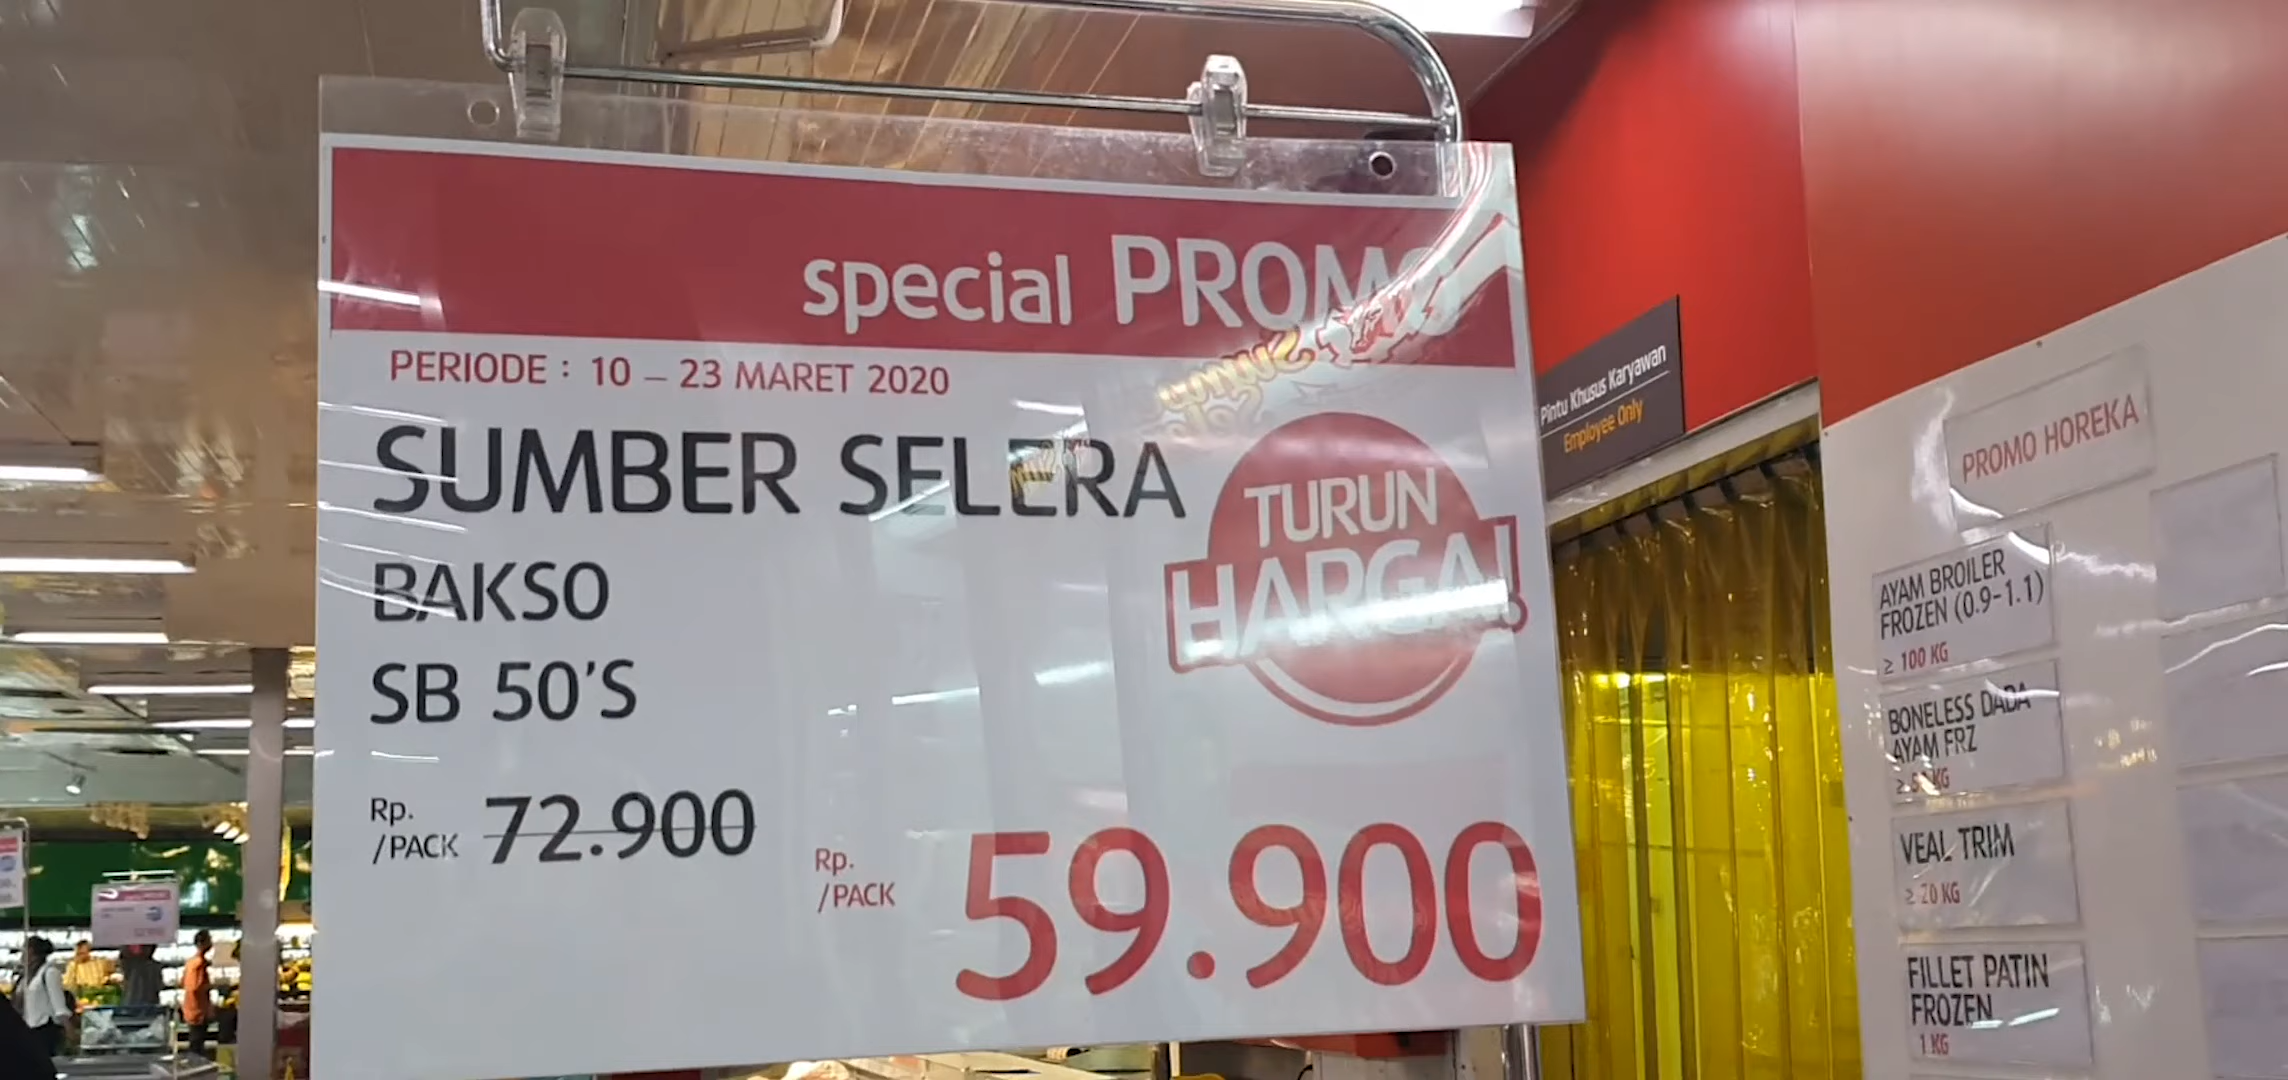 special PROMO
PERIODE : 10 – 23 MARET 2020
SUMBER SELERA
BAKSO
SB 50'S
TURUN
HARGA!
Rp.
/PACK 72.900
Rp.
/PACK 59.900
Pintu Khusus Karyawan
Employee Only
PROMO HOREKA
AYAM BROILER
FROZEN (0.9-1.1)
≥ 100 KG
BONELESS DADA
AYAM FRZ
KG
VEAL TRIM
≥ 20 KG
FILLET PATIN
FROZEN
1 KG